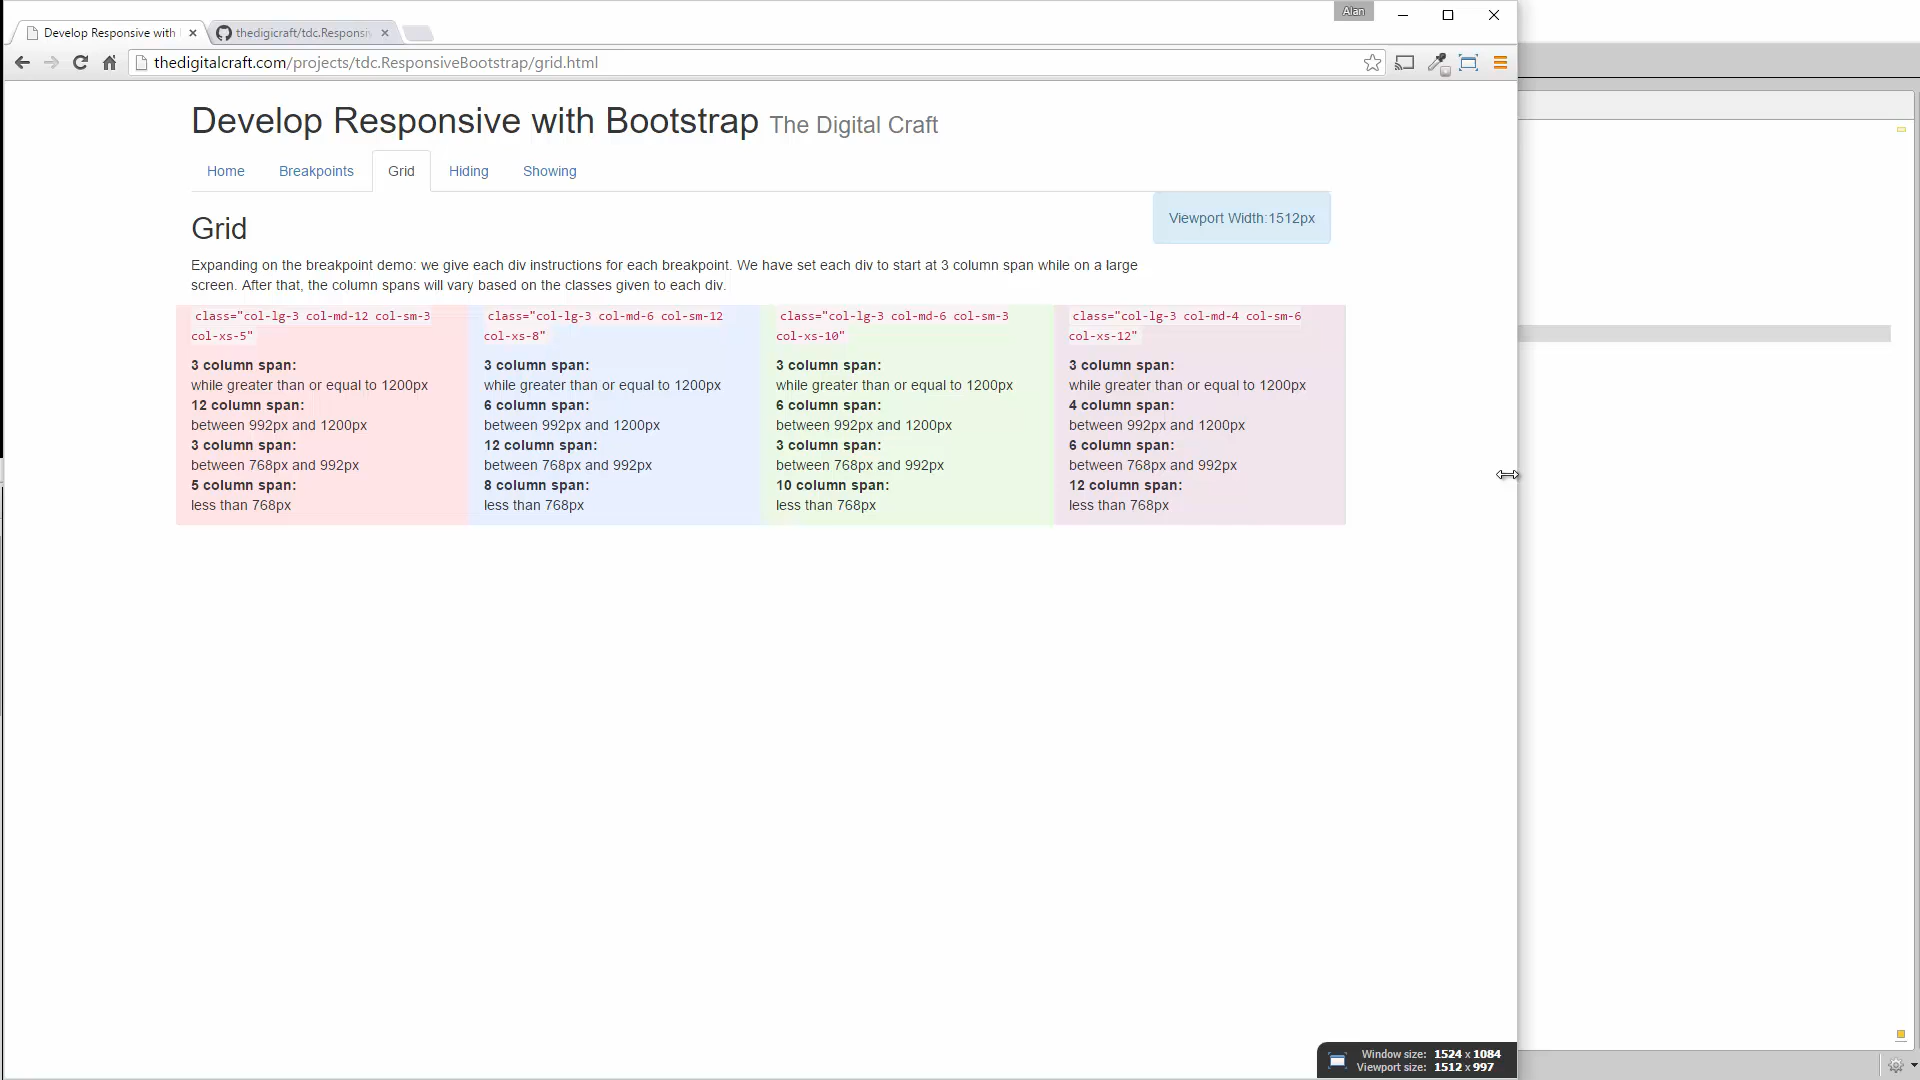 Alan
Develop Responsive with
thedigicraft/tdc.Responsiv
thedigitalcraft.com/projects/tdc.ResponsiveBootstrap/grid.html
Develop Responsive with Bootstrap The Digital Craft
Home Breakpoints Grid Hiding Showing
Viewport Width:1512px
Grid
Expanding on the breakpoint demo: we give each div instructions for each breakpoint. We have set each div to start at 3 column span while on a large
screen. After that, the column spans will vary based on the classes given to each div.
class="col-lg-3 col-md-12 col-sm-3
col-xs-5"
3 column span:
while greater than or equal to 1200px
12 column span:
between 992px and 1200px
3 column span:
between 768px and 992px
5 column span:
less than 768px
class="col-lg-3 col-md-6 col-sm-12
col-xs-8"
3 column span:
while greater than or equal to 1200px
6 column span:
between 992px and 1200px
12 column span:
between 768px and 992px
8 column span:
less than 768px
class="col-lg-3 col-md-6 col-sm-3
col-xs-10"
3 column span:
while greater than or equal to 1200px
6 column span:
between 992px and 1200px
3 column span:
between 768px and 992px
10 column span:
less than 768px
class="col-lg-3 col-md-4 col-sm-6
col-xs-12"
3 column span:
while greater than or equal to 1200px
4 column span:
between 992px and 1200px
6 column span:
between 768px and 992px
12 column span:
less than 768px
Window size: 1524 x 1084
Viewport size: 1512 x 997